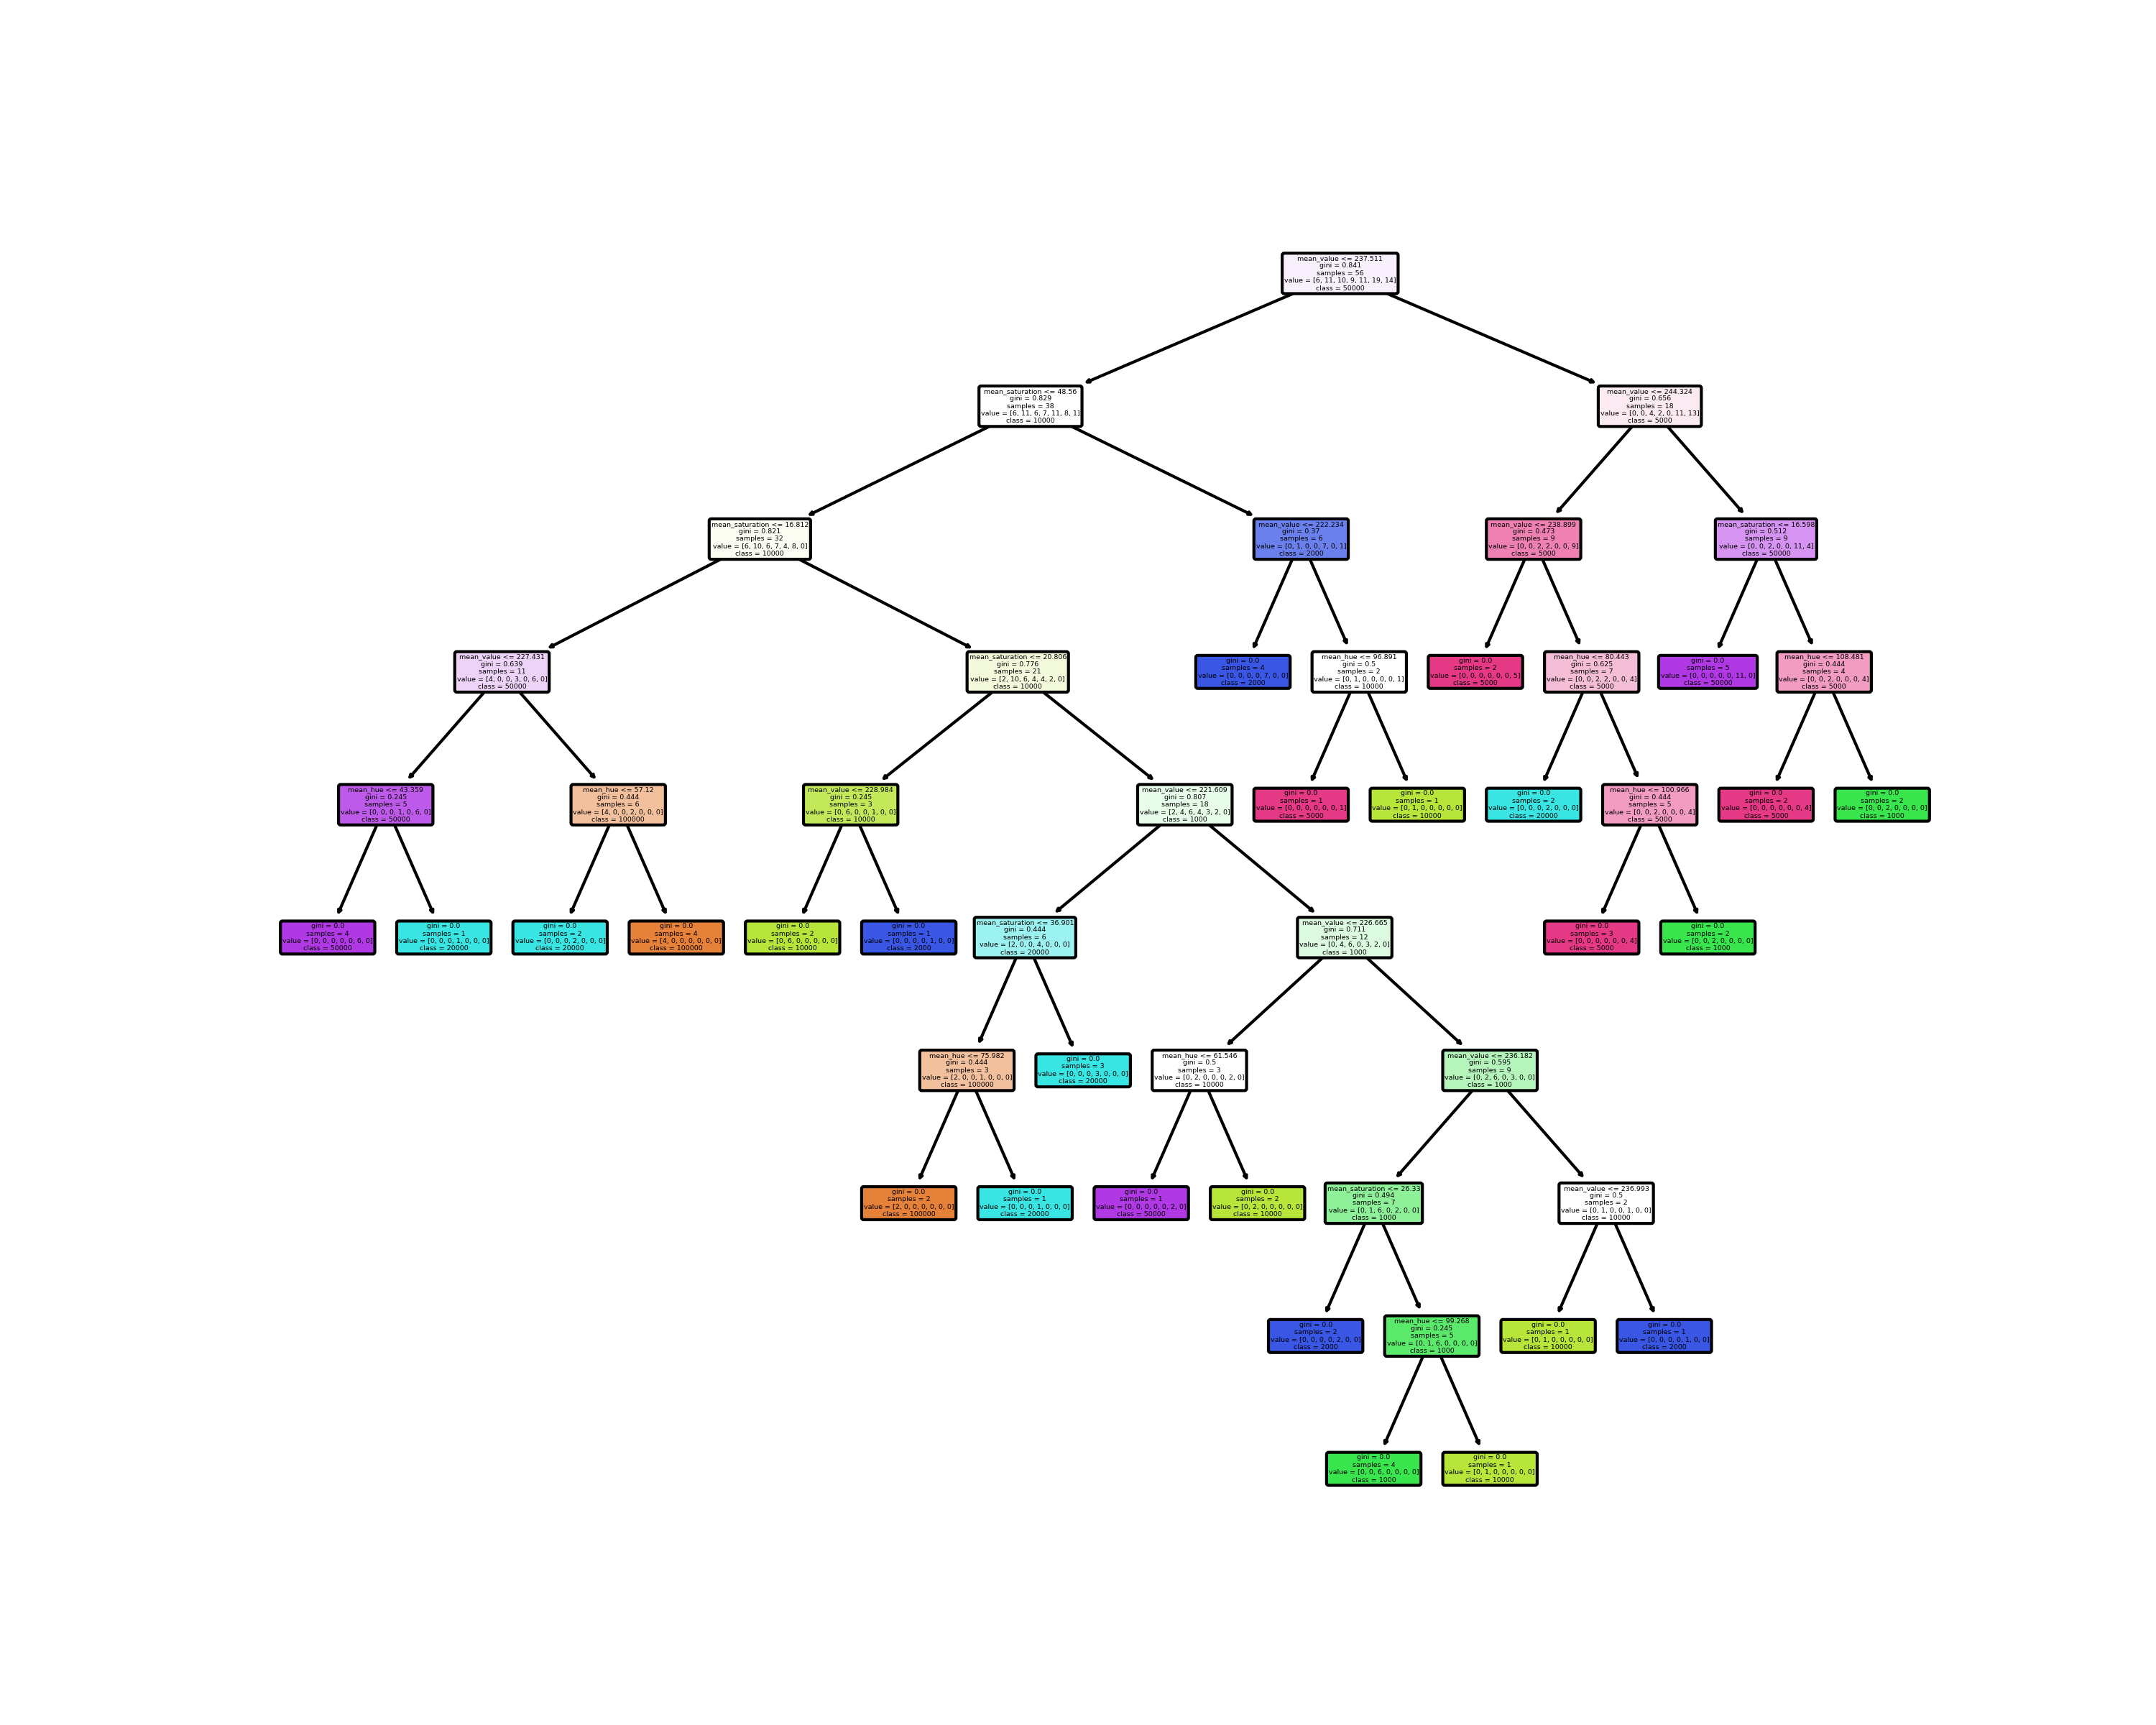 mean_value <= 237.511
gini = 0.841
samples = 56
value = [6, 11, 10, 9, 11, 19, 14]
class = 50000
mean_saturation <= 48.56
gini = 0.829
samples = 38
value = [6, 11, 6, 7, 11, 8, 1]
class = 10000
mean_value <= 244.324
gini = 0.656
samples = 18
value = [0, 0, 4, 2, 0, 11, 13]
class = 5000
mean_saturation <= 16.812
gini = 0.821
samples = 32
value = [6, 10, 6, 7, 4, 8, 0]
class = 10000
mean_value <= 222.234
gini = 0.37
samples = 6
value = [0, 1, 0, 0, 7, 0, 1]
class = 2000
mean_value <= 238.899
gini = 0.473
samples = 9
value = [0, 0, 2, 2, 0, 0, 9]
class = 5000
mean_saturation <= 16.598
gini = 0.512
samples = 9
value = [0, 0, 2, 0, 0, 11, 4]
class = 50000
mean_value <= 227.431
gini = 0.639
samples = 11
value = [4, 0, 0, 3, 0, 6, 0]
class = 50000
mean_saturation <= 20.806
gini = 0.776
samples = 21
value = [2, 10, 6, 4, 4, 2, 0]
class = 10000
gini = 0.0
samples = 4
value = [0, 0, 0, 0, 7, 0, 0]
class = 2000
mean_hue <= 96.891
gini = 0.5
samples = 2
value = [0, 1, 0, 0, 0, 0, 1]
class = 10000
gini = 0.0
samples = 2
value = [0, 0, 0, 0, 0, 0, 5]
class = 5000
mean_hue <= 80.443
gini = 0.625
samples = 7
value = [0, 0, 2, 2, 0, 0, 4]
class = 5000
gini = 0.0
samples = 5
value = [0, 0, 0, 0, 0, 11, 0]
class = 50000
mean_hue <= 108.481
gini = 0.444
samples = 4
value = [0, 0, 2, 0, 0, 0, 4]
class = 5000
mean_hue <= 43.359
gini = 0.245
samples = 5
value = [0, 0, 0, 1, 0, 6, 0]
class = 50000
mean_hue <= 57.12
gini = 0.444
samples = 6
value = [4, 0, 0, 2, 0, 0, 0]
class = 100000
mean_value <= 228.984
gini = 0.245
samples = 3
value = [0, 6, 0, 0, 1, 0, 0]
class = 10000
mean_value <= 221.609
gini = 0.807
samples = 18
value = [2, 4, 6, 4, 3, 2, 0]
class = 1000
gini = 0.0
samples = 1
value = [0, 0, 0, 0, 0, 0, 1]
class = 5000
gini = 0.0
samples = 1
value = [0, 1, 0, 0, 0, 0, 0]
class = 10000
gini = 0.0
samples = 2
value = [0, 0, 0, 2, 0, 0, 0]
class = 20000
mean_hue <= 100.966
gini = 0.444
samples = 5
value = [0, 0, 2, 0, 0, 0, 4]
class = 5000
gini = 0.0
samples = 2
value = [0, 0, 0, 0, 0, 0, 4]
class = 5000
gini = 0.0
samples = 2
value = [0, 0, 2, 0, 0, 0, 0]
class = 1000
gini = 0.0
samples = 4
value = [0, 0, 0, 0, 0, 6, 0]
class = 50000
gini = 0.0
samples = 1
value = [0, 0, 0, 1, 0, 0, 0]
class = 20000
gini = 0.0
samples = 2
value = [0, 0, 0, 2, 0, 0, 0]
class = 20000
gini = 0.0
samples = 4
value = [4, 0, 0, 0, 0, 0, 0]
class = 100000
gini = 0.0
samples = 2
value = [0, 6, 0, 0, 0, 0, 0]
class = 10000
gini = 0.0
samples = 1
value = [0, 0, 0, 0, 1, 0, 0]
class = 2000
mean_saturation <= 36.901
gini = 0.444
samples = 6
value = [2, 0, 0, 4, 0, 0, 0]
class = 20000
mean_value <= 226.665
gini = 0.711
samples = 12
value = [0, 4, 6, 0, 3, 2, 0]
class = 1000
gini = 0.0
samples = 3
value = [0, 0, 0, 0, 0, 0, 4]
class = 5000
gini = 0.0
samples = 2
value = [0, 0, 2, 0, 0, 0, 0]
class = 1000
mean_hue <= 75.982
gini = 0.444
samples = 3
value = [2, 0, 0, 1, 0, 0, 0]
class = 100000
gini = 0.0
samples = 3
value = [0, 0, 0, 3, 0, 0, 0]
class = 20000
mean_hue <= 61.546
gini = 0.5
samples = 3
value = [0, 2, 0, 0, 0, 2, 0]
class = 10000
mean_value <= 236.182
gini = 0.595
samples = 9
value = [0, 2, 6, 0, 3, 0, 0]
class = 1000
gini = 0.0
samples = 2
value = [2, 0, 0, 0, 0, 0, 0]
class = 100000
gini = 0.0
samples = 1
value = [0, 0, 0, 1, 0, 0, 0]
class = 20000
gini = 0.0
samples = 1
value = [0, 0, 0, 0, 0, 2, 0]
class = 50000
gini = 0.0
samples = 2
value = [0, 2, 0, 0, 0, 0, 0]
class = 10000
mean_saturation <= 26.33
gini = 0.494
samples = 7
value = [0, 1, 6, 0, 2, 0, 0]
class = 1000
mean_value <= 236.993
gini = 0.5
samples = 2
value = [0, 1, 0, 0, 1, 0, 0]
class = 10000
gini = 0.0
samples = 2
value = [0, 0, 0, 0, 2, 0, 0]
class = 2000
mean_hue <= 99.268
gini = 0.245
samples = 5
value = [0, 1, 6, 0, 0, 0, 0]
class = 1000
gini = 0.0
samples = 1
value = [0, 1, 0, 0, 0, 0, 0]
class = 10000
gini = 0.0
samples = 1
value = [0, 0, 0, 0, 1, 0, 0]
class = 2000
gini = 0.0
samples = 4
value = [0, 0, 6, 0, 0, 0, 0]
class = 1000
gini = 0.0
samples = 1
value = [0, 1, 0, 0, 0, 0, 0]
class = 10000